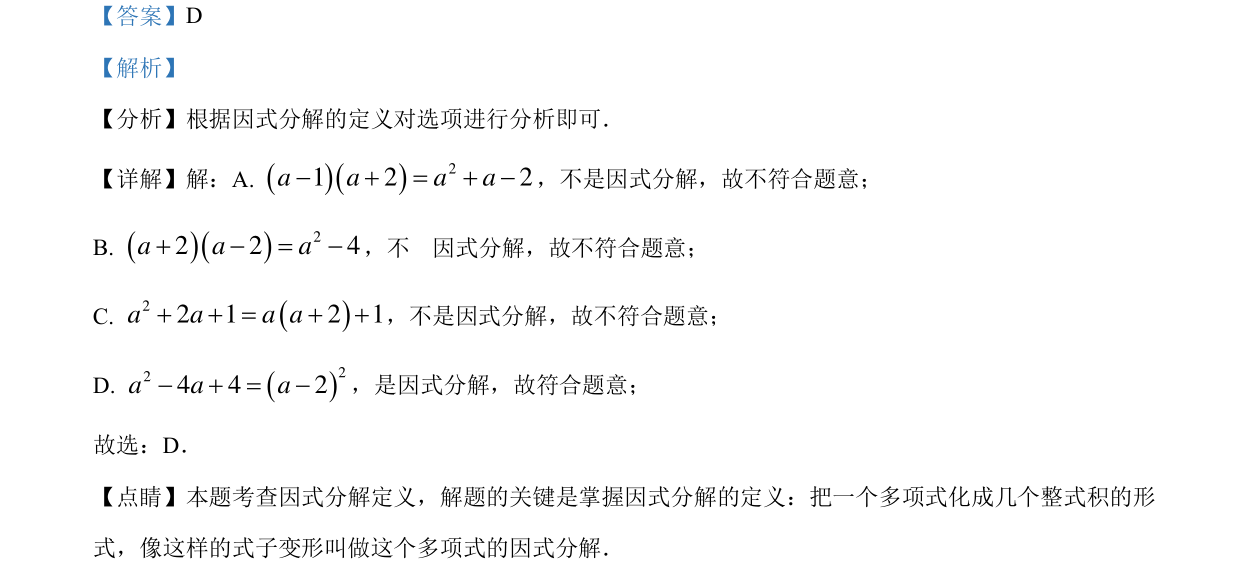 【答案】D
【解析】
【分析】根据因式分解的定义对选项进行分析即可．
【详解】解：A. (a−1)(a+2)=a²+a−2，不是因式分解，故不符合题意；
B. (a+2)(a−2)=a²−4，不　因式分解，故不符合题意；
C. a²+2a+1=a(a+2)+1，不是因式分解，故不符合题意；
D. a²−4a+4=(a−2)²，是因式分解，故符合题意；
故选：D．
【点睛】本题考查因式分解定义，解题的关键是掌握因式分解的定义：把一个多项式化成几个整式积的形
式，像这样的式子变形叫做这个多项式的因式分解．